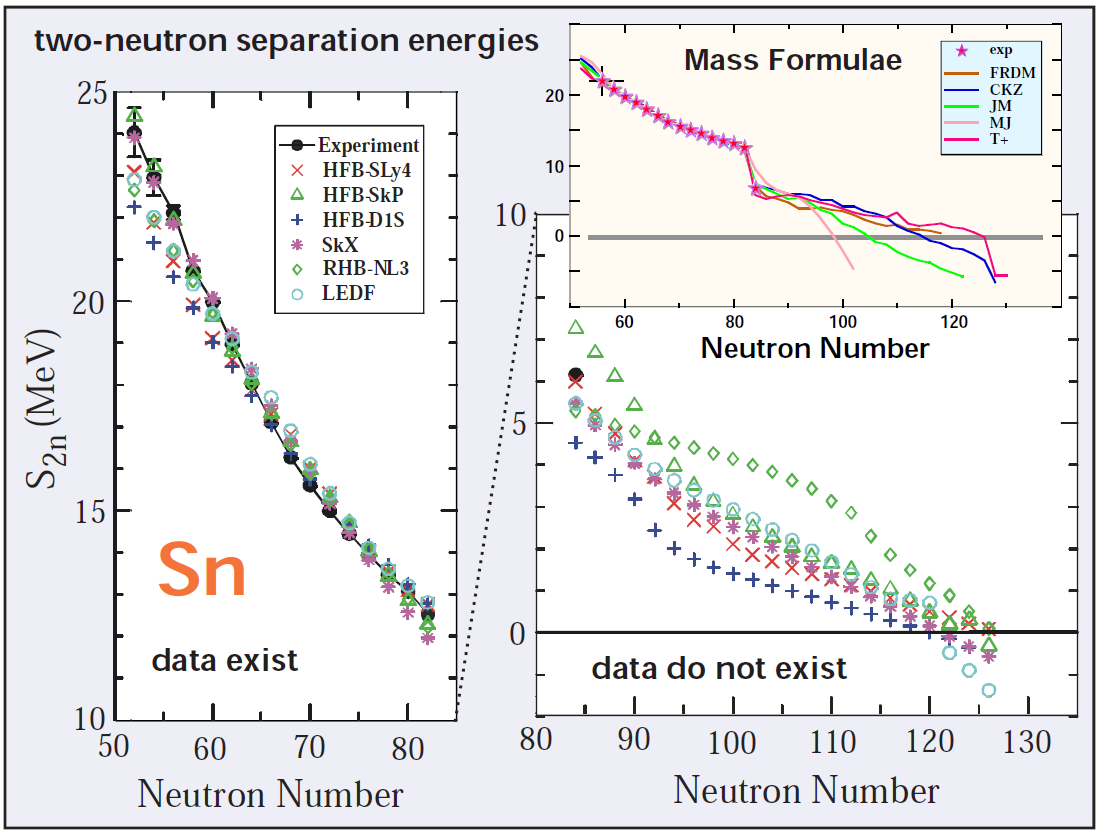 two-neutron separation energies
25
20
15
10
50
60
70
80
S2n (MeV)
Neutron Number
Experiment
HFB-SLy4
HFB-SkP
HFB-D1S
SkX
RHB-NL3
LEDF
Sn
data exist
Mass Formulae
exp
FRDM
CKZ
JM
MJ
T+
20
10
0
60
80
100
120
Neutron Number
10
5
0
data do not exist
80
90
100
110
120
130
Neutron Number